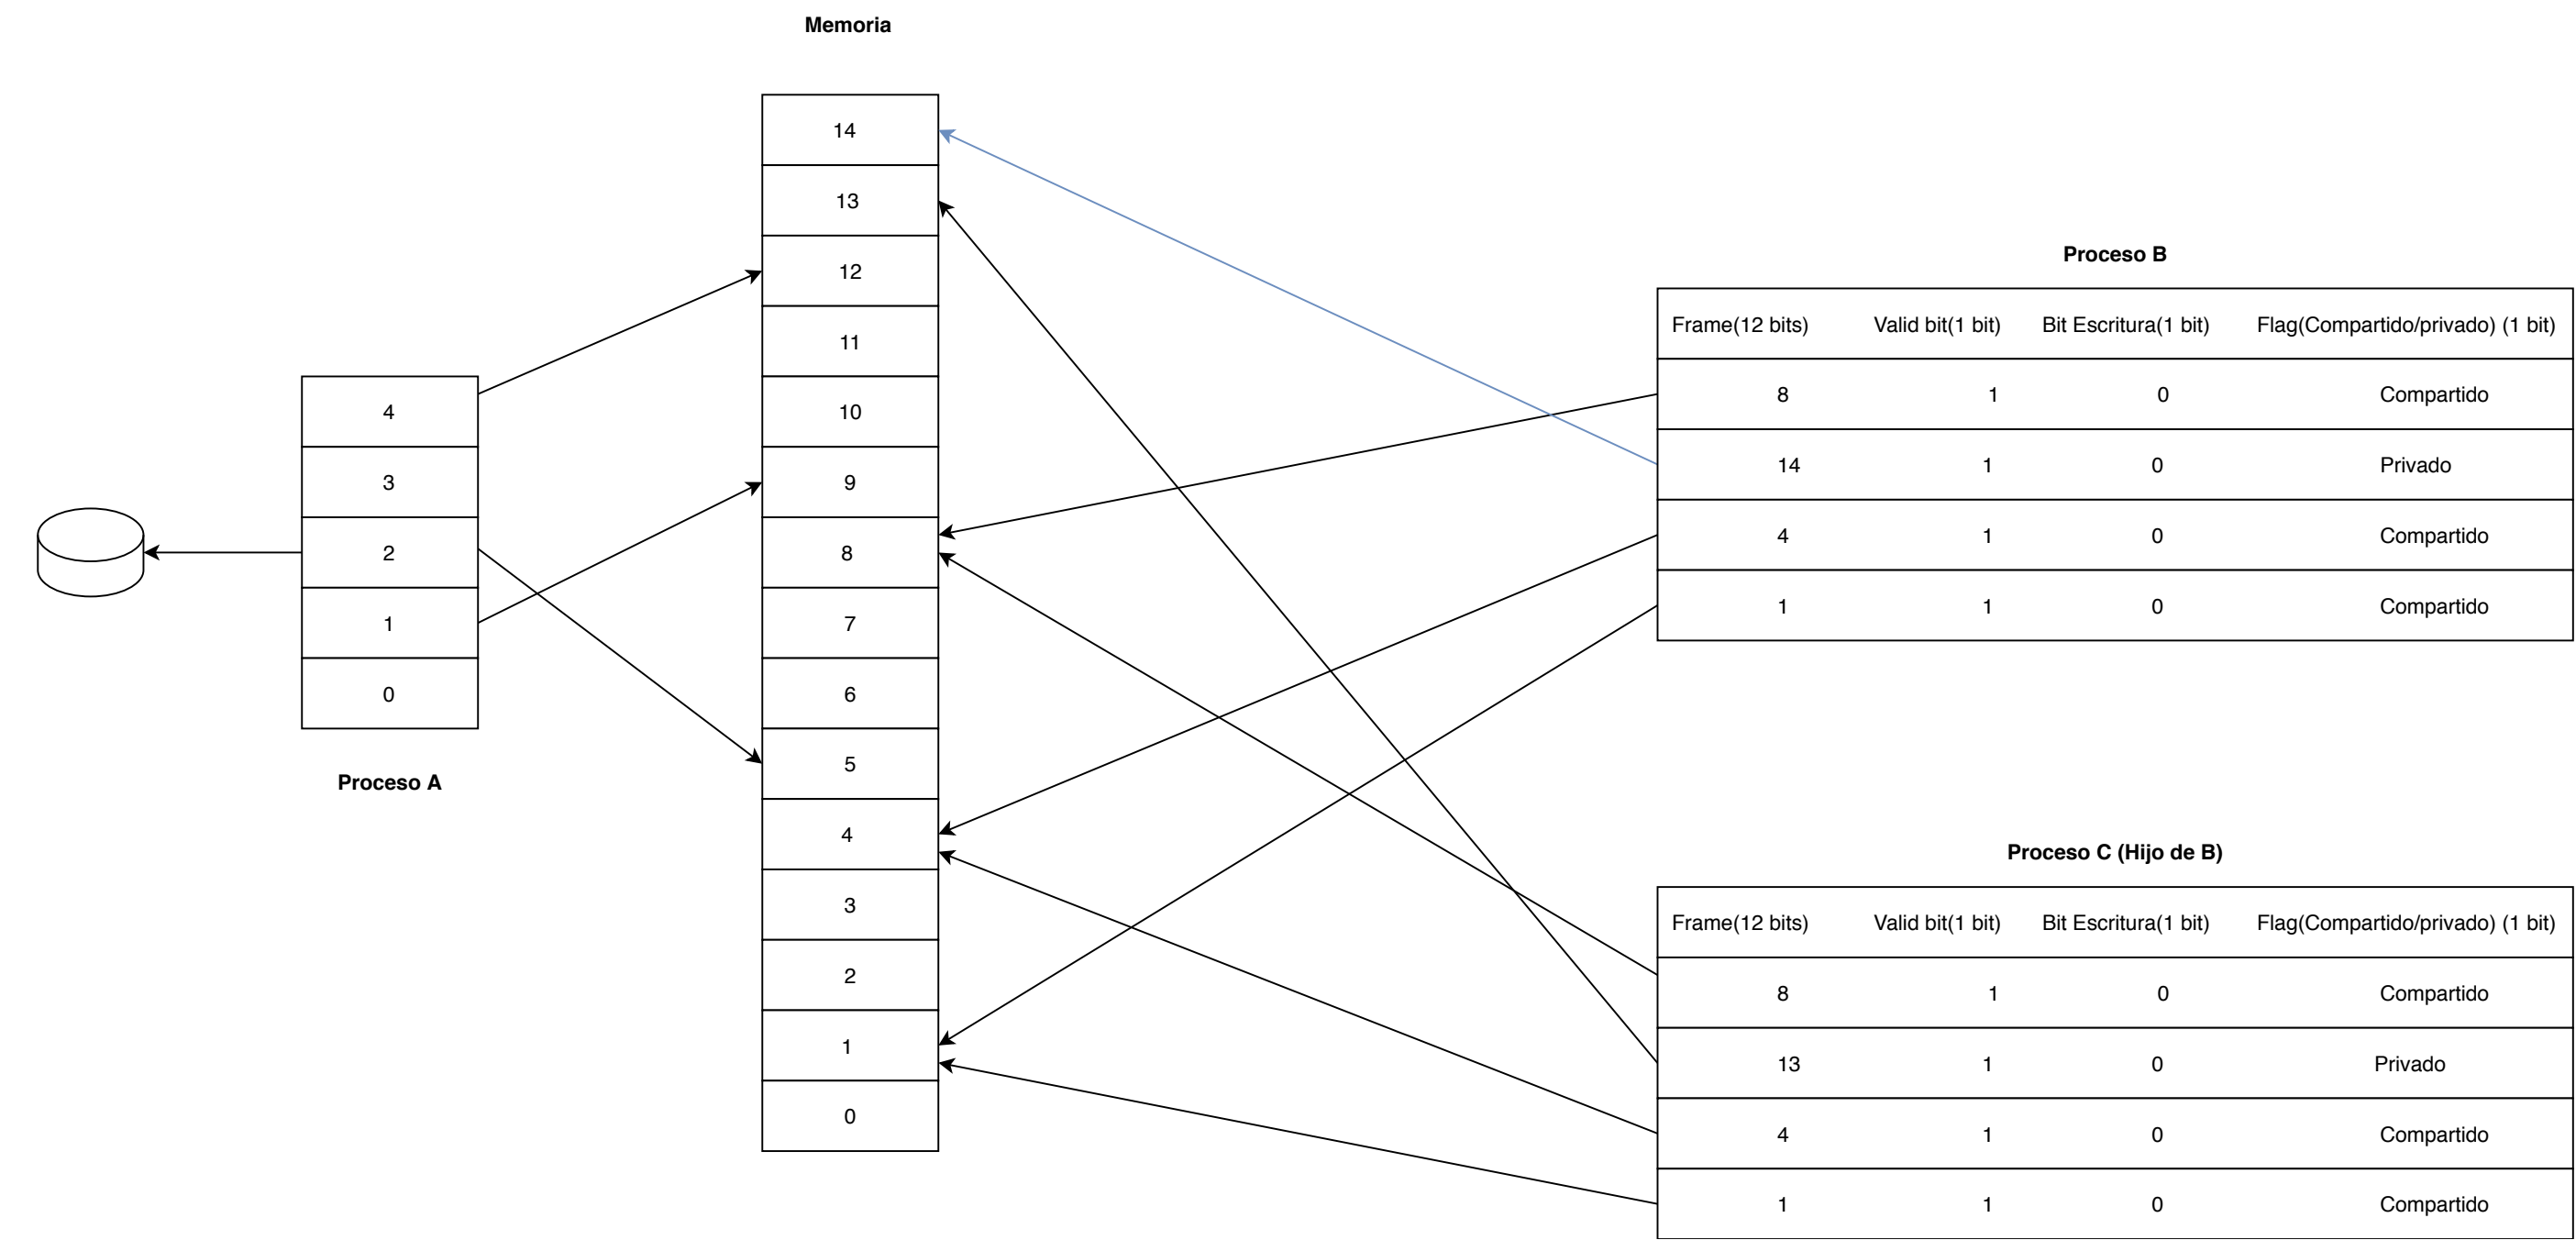 Memoria
14
13
12
11
10
9
8
7
6
5
4
3
2
1
0
4
3
2
1
0
Proceso A
Proceso B
Frame(12 bits) Valid bit(1 bit) Bit Escritura(1 bit) Flag(Compartido/privado) (1 bit)
8 1 0 Compartido
14 1 0 Privado
4 1 0 Compartido
1 1 0 Compartido
Proceso C (Hijo de B)
Frame(12 bits) Valid bit(1 bit) Bit Escritura(1 bit) Flag(Compartido/privado) (1 bit)
8 1 0 Compartido
13 1 0 Privado
4 1 0 Compartido
1 1 0 Compartido